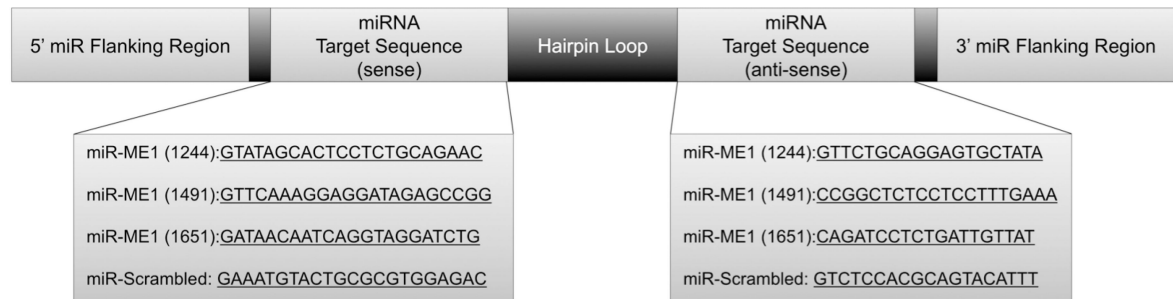 5’ miR Flanking Region
miRNA
Target Sequence
(sense)
Hairpin Loop
miRNA
Target Sequence
(anti-sense)
3’ miR Flanking Region
miR-ME1 (1244):GTATAGCACTCCTCTGCAGAAC
miR-ME1 (1491):GTTCAAAGGAGGATAGAGCCGG
miR-ME1 (1651):GATAACAATCAGGTAGGATCTG
miR-Scrambled: GAAATGTACTGCGCGTGGAGAC
miR-ME1 (1244):GTTCTGCAGGAGTGCTATA
miR-ME1 (1491):CCGGCTCTCCTCCTTTGAAA
miR-ME1 (1651):CAGATCCTCTGATTGTTAT
miR-Scrambled: GTCTCCACGCAGTACATTT